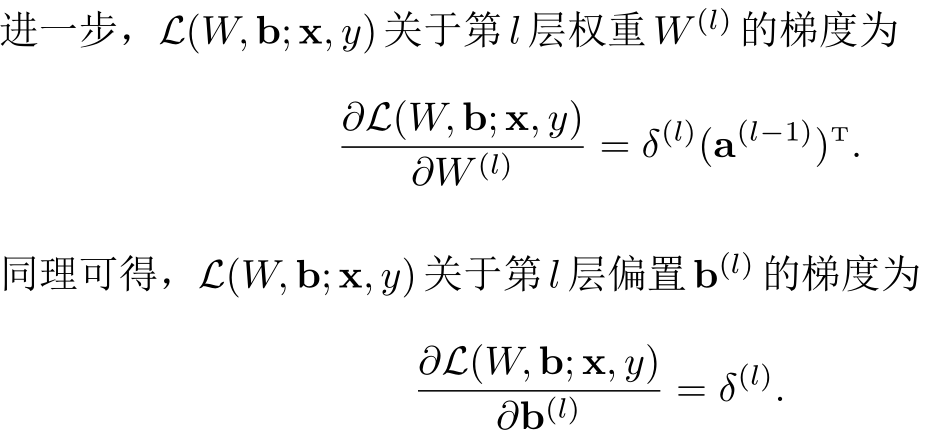 进一步，$\mathcal{L}(W, \mathbf{b}; \mathbf{x}, y)$ 关于第 $l$ 层权重 $W^{(l)}$ 的梯度为
$\frac{\partial \mathcal{L}(W, \mathbf{b}; \mathbf{x}, y)}{\partial W^{(l)}} = \delta^{(l)} (\mathbf{a}^{(l-1)})^{\mathrm{T}}.$
同理可得，$\mathcal{L}(W, \mathbf{b}; \mathbf{x}, y)$ 关于第 $l$ 层偏置 $\mathbf{b}^{(l)}$ 的梯度为
$\frac{\partial \mathcal{L}(W, \mathbf{b}; \mathbf{x}, y)}{\partial \mathbf{b}^{(l)}} = \delta^{(l)}.$